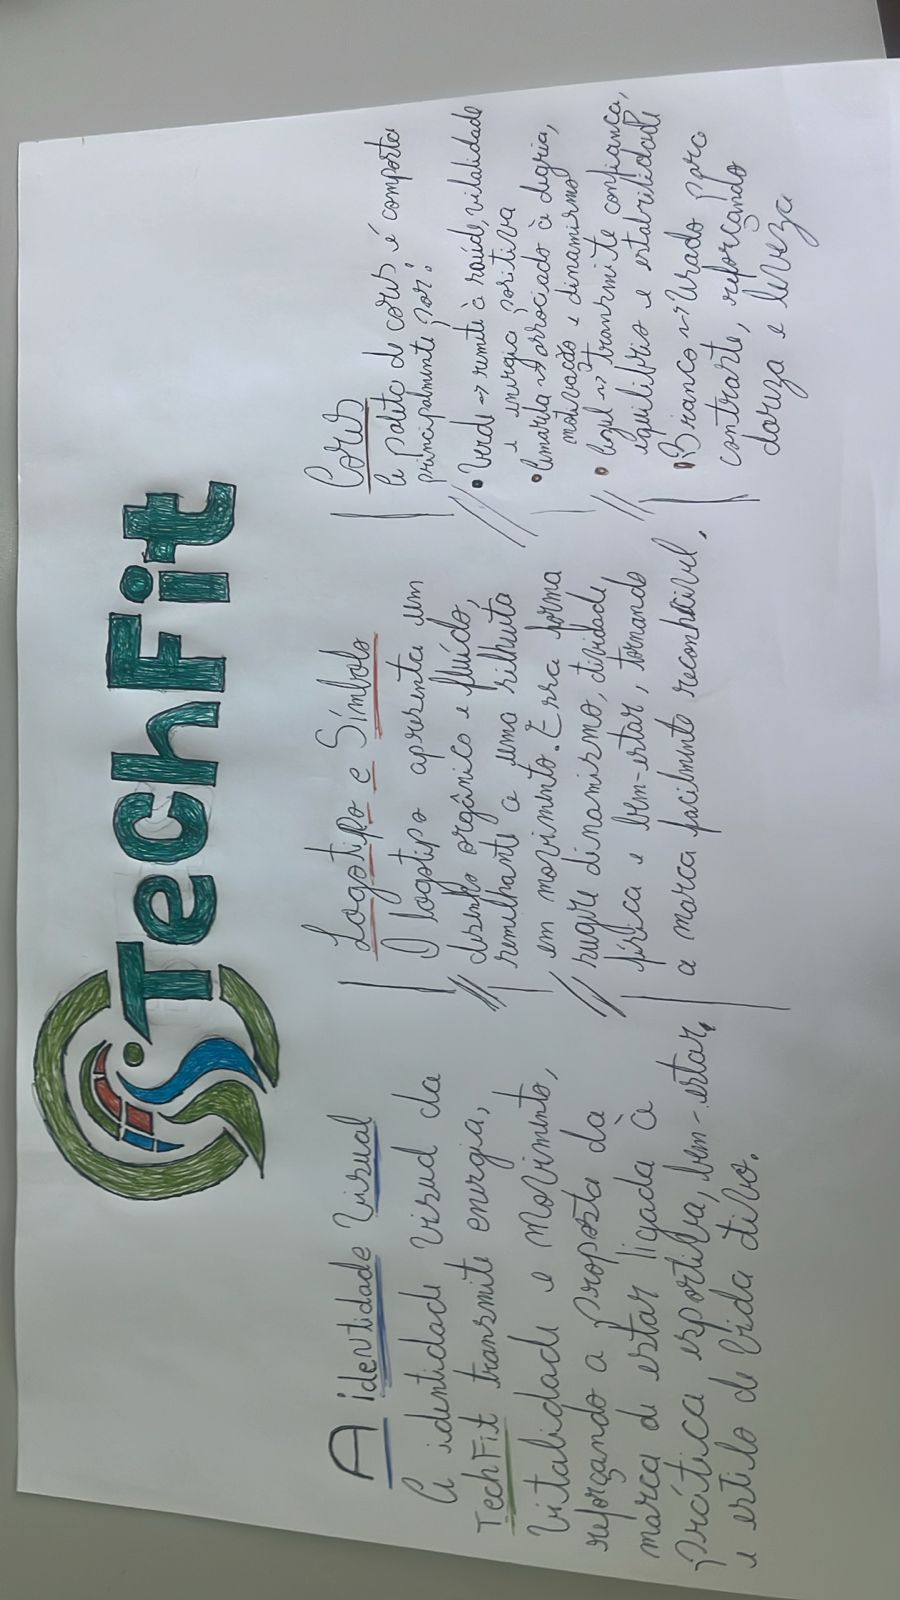 TechFit
A identidade Visual
A identidade visual da
TechFit transmite energia,
vitalidade e movimento,
reforçando a proposta da
marca de estar ligada à
prática esportiva, bem-estar,
e estilo de vida ativo.
Logotipo e Símbolo
O logotipo apresenta um
desenho orgânico e fluído,
semelhante a uma silhueta
em movimento. Essa forma
sugere dinamismo, atividade
física e bem-estar, tornando
a marca facilmente reconhecível.
Cores
A paleta de cores é composta
principalmente por:
• Verde → remete à saúde, vitalidade
e energia positiva
• Amarelo → associado à alegria,
motivação e dinamismo
• Azul → transmite confiança,
equilíbrio e estabilidade
• Branco → Usado para
contraste, reforçando
clareza e leveza